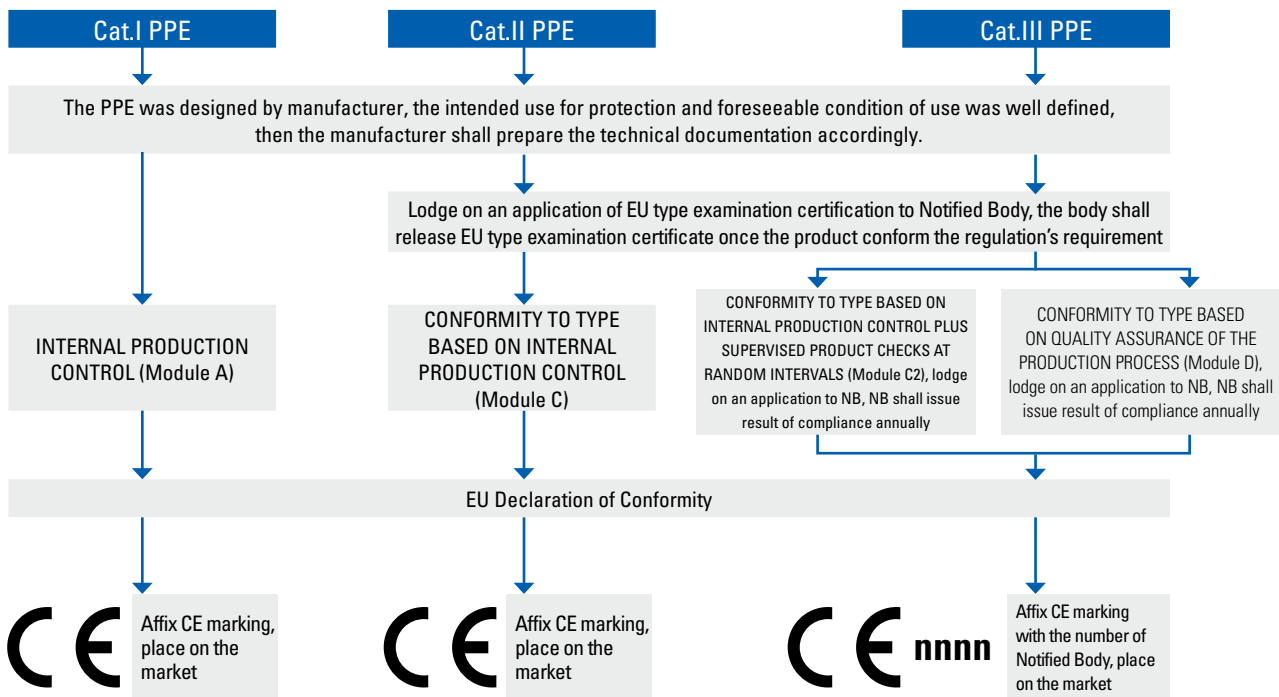 Cat.I PPE
Cat.II PPE
Cat.III PPE
The PPE was designed by manufacturer, the intended use for protection and foreseeable condition of use was well defined,
then the manufacturer shall prepare the technical documentation accordingly.
Lodge on an application of EU type examination certification to Notified Body, the body shall
release EU type examination certificate once the product conform the regulation's requirement
INTERNAL PRODUCTION
CONTROL (Module A)
CONFORMITY TO TYPE
BASED ON INTERNAL
PRODUCTION CONTROL
(Module C)
CONFORMITY TO TYPE BASED ON
INTERNAL PRODUCTION CONTROL PLUS
SUPERVISED PRODUCT CHECKS AT
RANDOM INTERVALS (Module C2), lodge
on an application to NB, NB shall issue
result of compliance annually
CONFORMITY TO TYPE BASED
ON QUALITY ASSURANCE OF THE
PRODUCTION PROCESS (Module D),
lodge on an application to NB, NB shall
issue result of compliance annually
EU Declaration of Conformity
CE
Affix CE marking,
place on the
market
CE
Affix CE marking,
place on the
market
CE nnnn
Affix CE marking
with the number of
Notified Body, place
on the market